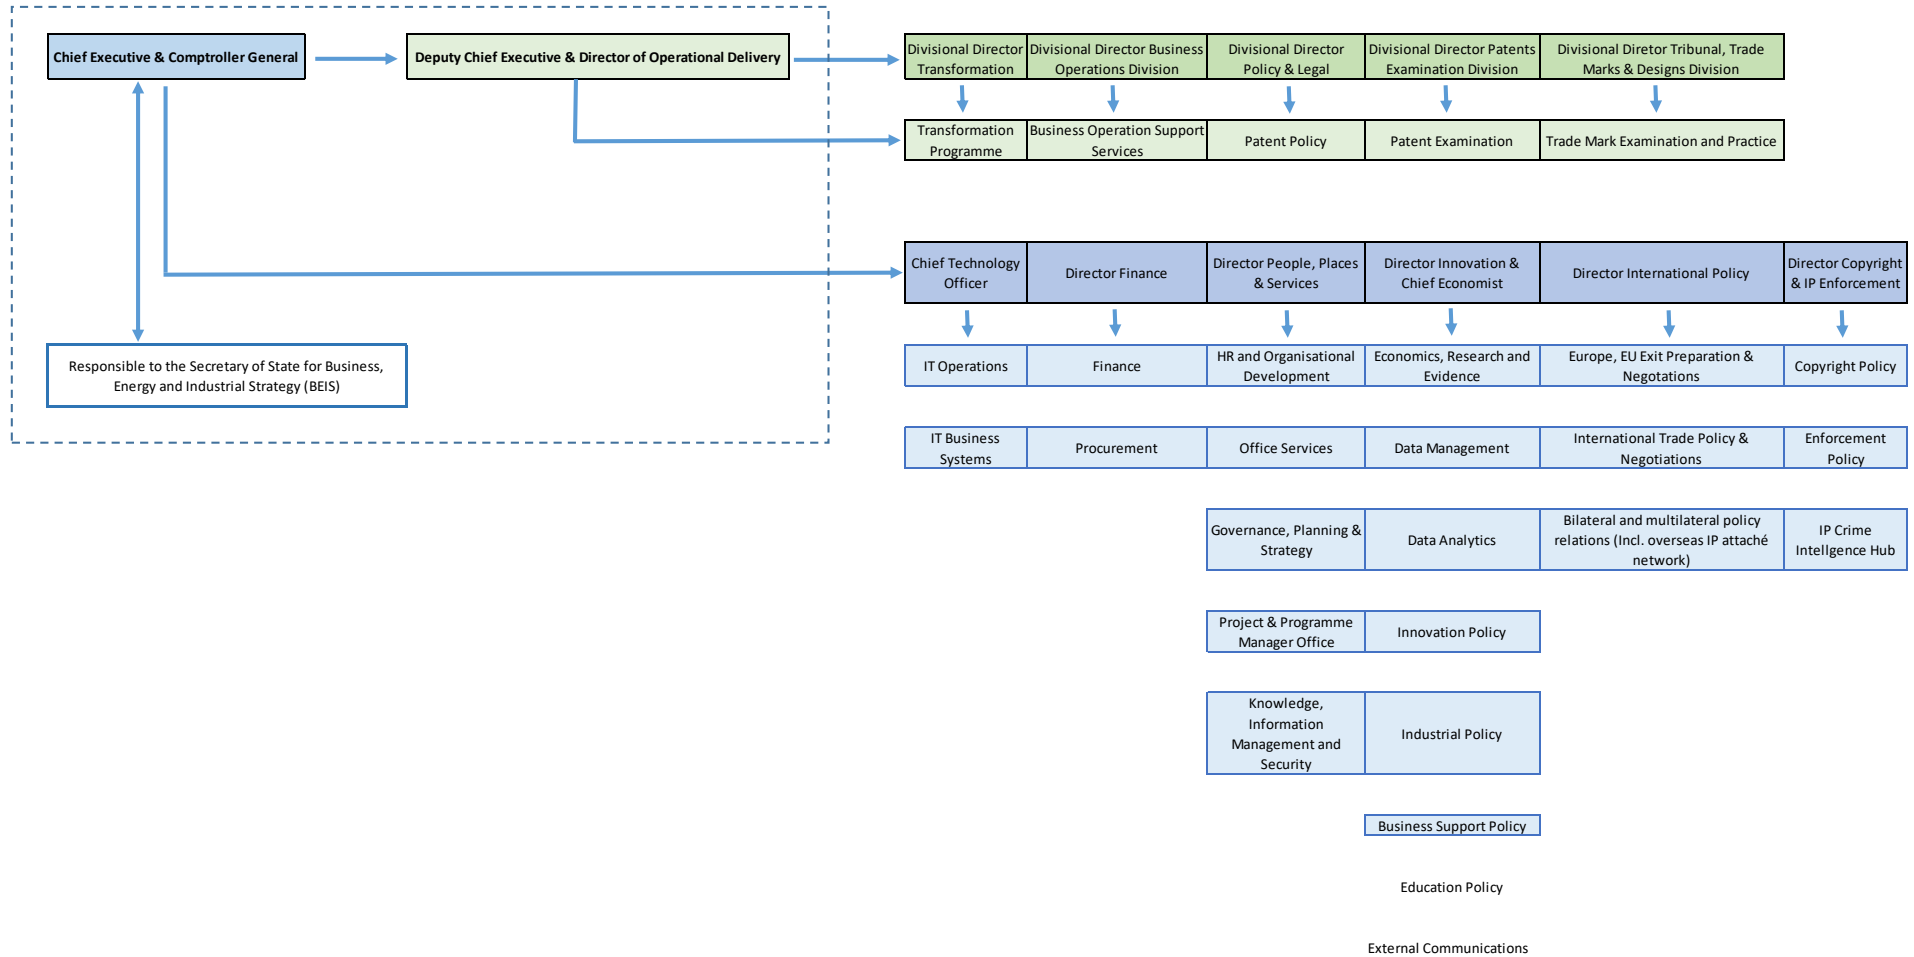 Chief Executive & Comptroller General
Deputy Chief Executive & Director of Operational Delivery
Divisional Director
Transformation
Divisional Director Business
Operations Division
Divisional Director
Policy & Legal
Divisional Director Patents
Examination Division
Divisional Diretor Tribunal, Trade
Marks & Designs Division
Transformation
Programme
Business Operation Support
Services
Patent Policy
Patent Examination
Trade Mark Examination and Practice
Chief Technology
Officer
Director Finance
Director People, Places
& Services
Director Innovation &
Chief Economist
Director International Policy
Director Copyright
& IP Enforcement
Responsible to the Secretary of State for Business,
Energy and Industrial Strategy (BEIS)
IT Operations
Finance
HR and Organisational
Development
Economics, Research and
Evidence
Europe, EU Exit Preparation &
Negotations
Copyright Policy
IT Business
Systems
Procurement
Office Services
Data Management
International Trade Policy &
Negotiations
Enforcement
Policy
Governance, Planning &
Strategy
Data Analytics
Bilateral and multilateral policy
relations (Incl. overseas IP attaché
network)
IP Crime
Intellgence Hub
Project & Programme
Manager Office
Innovation Policy
Knowledge,
Information
Management and
Security
Industrial Policy
Business Support Policy
Education Policy
External Communications